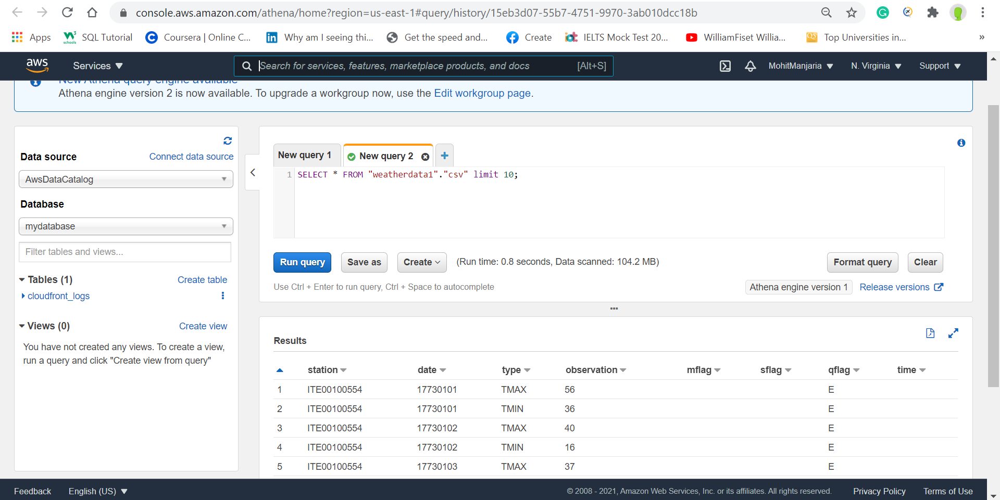 console.aws.amazon.com/athena/home?region=us-east-1#query/history/15eb3d07-55b7-4751-9970-3ab010dcc18b
Apps SQL Tutorial Coursera | Online C... Why am I seeing thi... Get the speed and... Create IELTS Mock Test 20... WilliamFiset Willia... Top Universities in... »
aws Services Search for services, features, marketplace products, and docs [Alt+S] MohitManjaria N. Virginia Support
New Athena query engine available
Athena engine version 2 is now available. To upgrade a workgroup now, use the Edit workgroup page.
Data source Connect data source
AwsDataCatalog
Database
mydatabase
Filter tables and views...
Tables (1) Create table
cloudfront_logs
Views (0) Create view
You have not created any views. To create a view,
run a query and click "Create view from query"
New query 1 New query 2 +
1 SELECT * FROM "weatherdata1"."csv" limit 10;
Run query Save as Create (Run time: 0.8 seconds, Data scanned: 104.2 MB) Format query Clear
Use Ctrl + Enter to run query, Ctrl + Space to autocomplete Athena engine version 1 Release versions
Results
station date type observation mflag sflag qflag time
1 ITE00100554 17730101 TMAX 56 E
2 ITE00100554 17730101 TMIN 36 E
3 ITE00100554 17730102 TMAX 40 E
4 ITE00100554 17730102 TMIN 16 E
5 ITE00100554 17730103 TMAX 37 E
Feedback English (US) © 2008 - 2021, Amazon Web Services, Inc. or its affiliates. All rights reserved. Privacy Policy Terms of Use